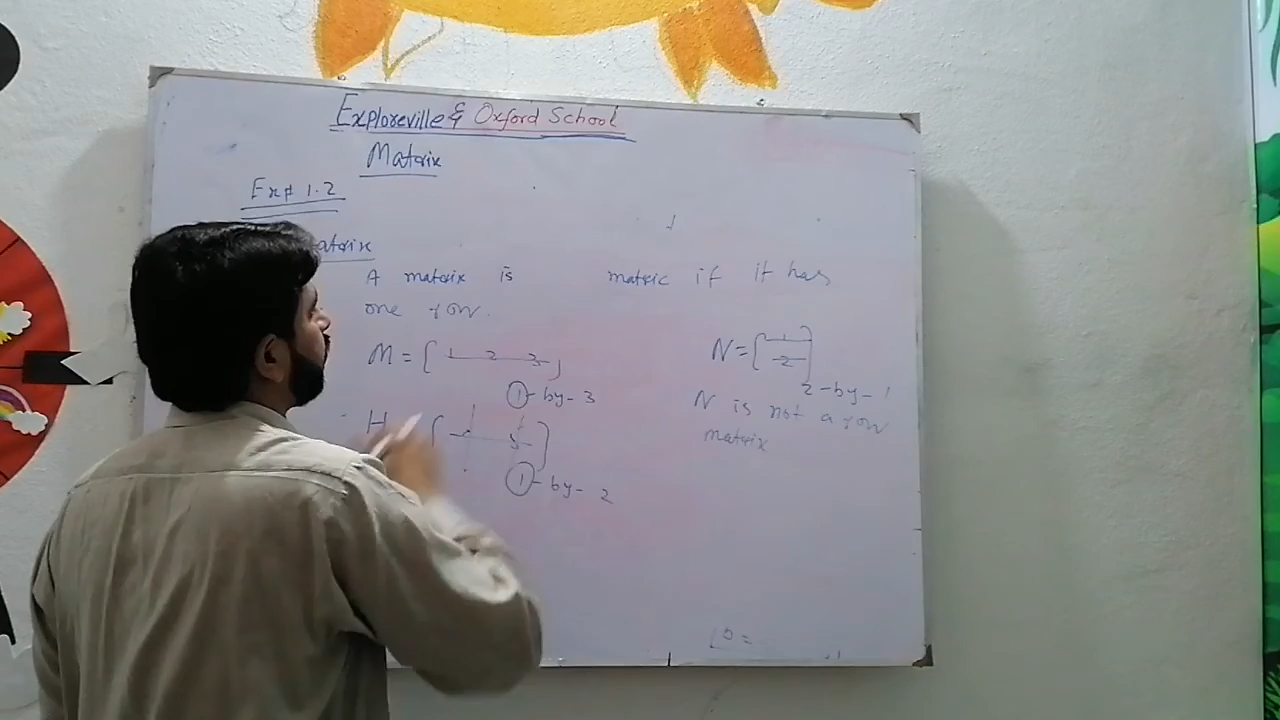 Exploreville & Oxford School
Matrix
Ex# 1.2
atrix
A matrix is matric if it has
one row.
M = [ 1 2 3 ]
1 - by - 3
N = [ 1
-2 ]
2 - by - 1
N is not a row
matrix
H
1 - by - 2